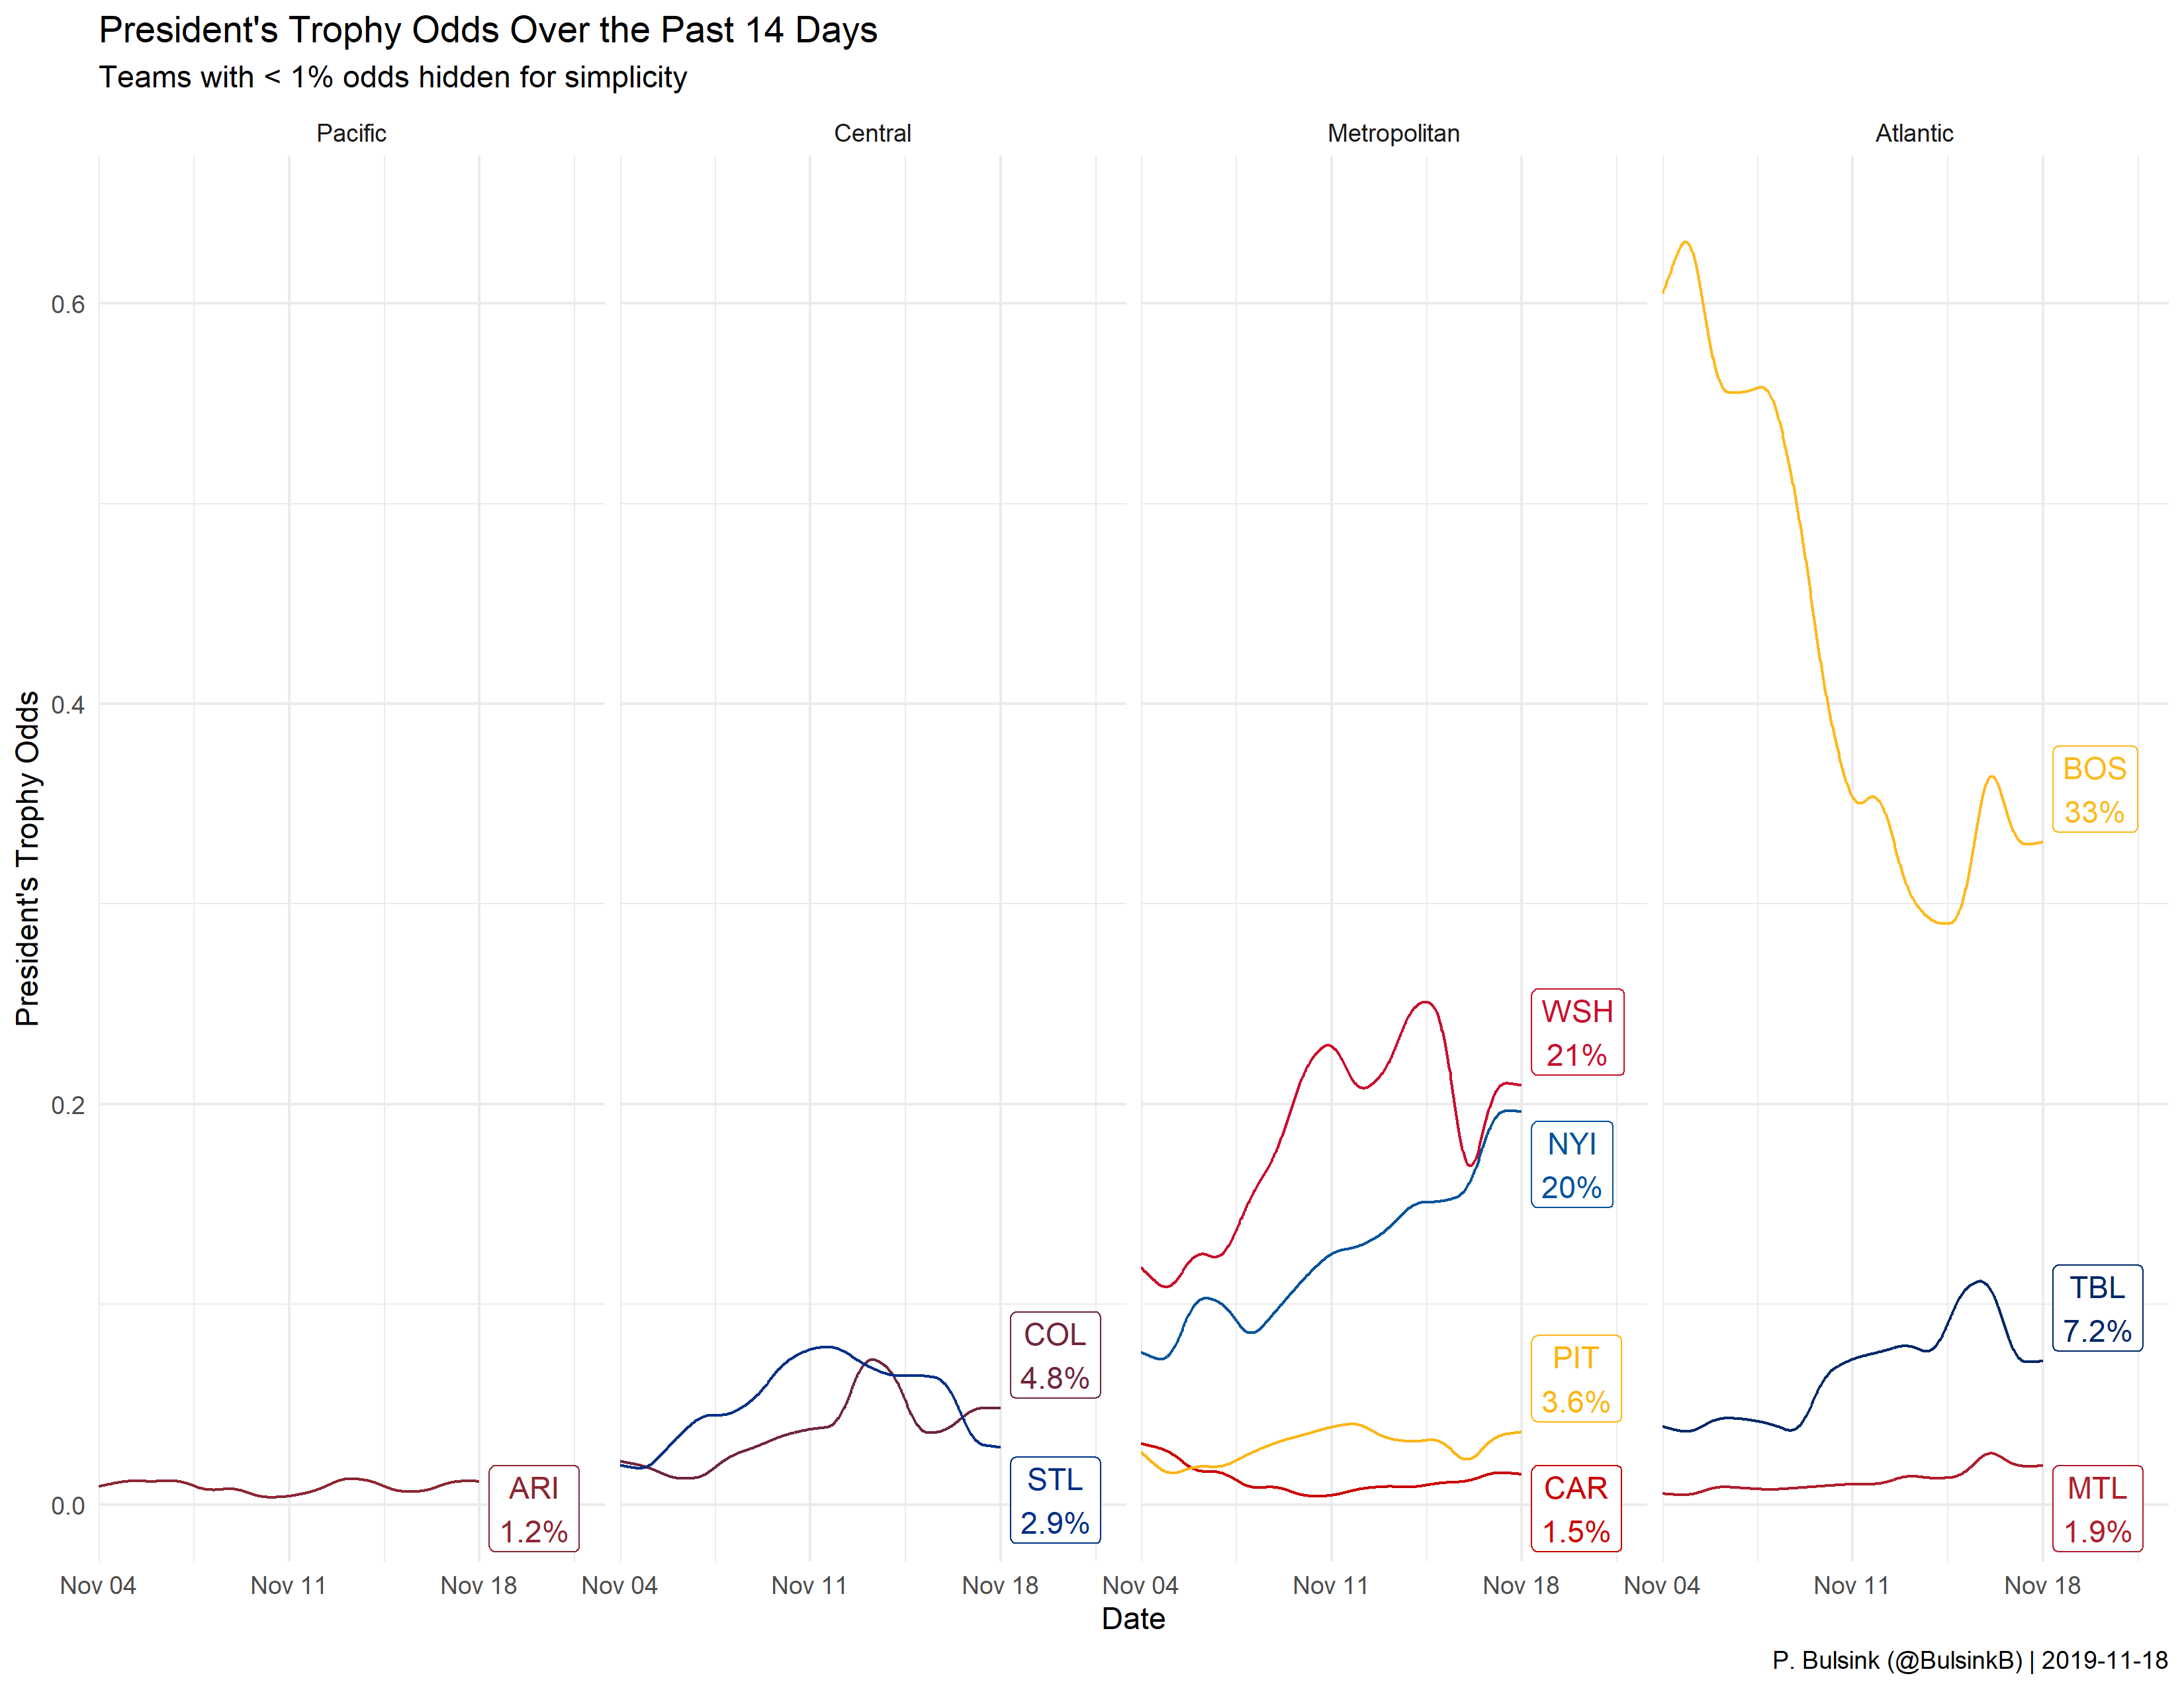 President's Trophy Odds Over the Past 14 Days
Teams with < 1% odds hidden for simplicity
Pacific
Central
Metropolitan
Atlantic
President's Trophy Odds
0.6
0.4
0.2
0.0
ARI
1.2%
COL
4.8%
STL
2.9%
WSH
21%
NYI
20%
PIT
3.6%
CAR
1.5%
BOS
33%
TBL
7.2%
MTL
1.9%
Nov 04 Nov 11 Nov 18 Nov 04 Nov 11 Nov 18 Nov 04 Nov 11 Nov 18 Nov 04 Nov 11 Nov 18
Date
P. Bulsink (@BulsinkB) | 2019-11-18